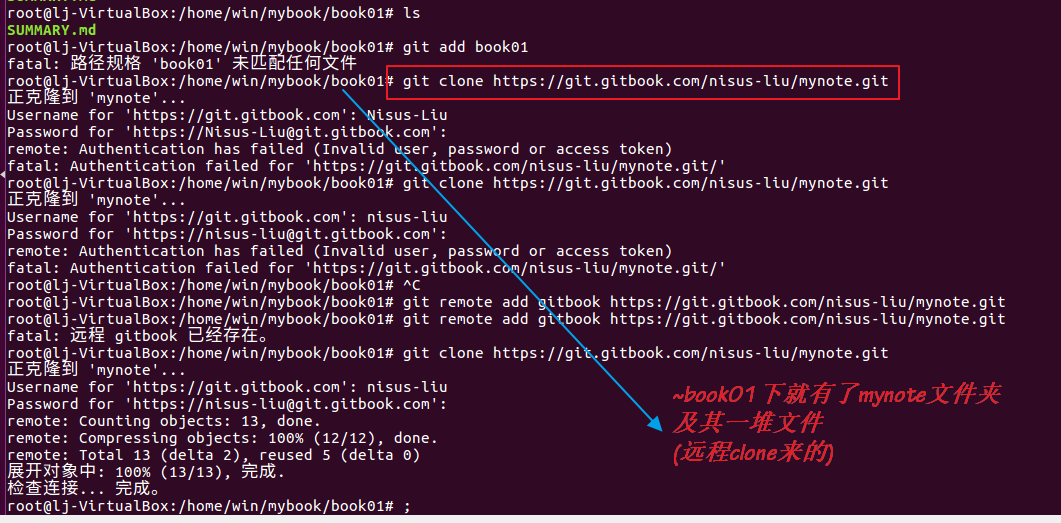 root@lj-VirtualBox:/home/win/mybook/book01# ls
SUMMARY.md
root@lj-VirtualBox:/home/win/mybook/book01# git add book01
fatal: 路径规格 'book01' 未匹配任何文件
root@lj-VirtualBox:/home/win/mybook/book01# git clone https://git.gitbook.com/nisus-liu/mynote.git
正克隆到 'mynote'...
Username for 'https://git.gitbook.com': Nisus-Liu
Password for 'https://Nisus-Liu@git.gitbook.com':
remote: Authentication has failed (Invalid user, password or access token)
fatal: Authentication failed for 'https://git.gitbook.com/nisus-liu/mynote.git/'
root@lj-VirtualBox:/home/win/mybook/book01# git clone https://git.gitbook.com/nisus-liu/mynote.git
正克隆到 'mynote'...
Username for 'https://git.gitbook.com': nisus-liu
Password for 'https://nisus-liu@git.gitbook.com':
remote: Authentication has failed (Invalid user, password or access token)
fatal: Authentication failed for 'https://git.gitbook.com/nisus-liu/mynote.git/'
root@lj-VirtualBox:/home/win/mybook/book01# ^C
root@lj-VirtualBox:/home/win/mybook/book01# git remote add gitbook https://git.gitbook.com/nisus-liu/mynote.git
root@lj-VirtualBox:/home/win/mybook/book01# git remote add gitbook https://git.gitbook.com/nisus-liu/mynote.git
fatal: 远程 gitbook 已经存在。
root@lj-VirtualBox:/home/win/mybook/book01# git clone https://git.gitbook.com/nisus-liu/mynote.git
正克隆到 'mynote'...
Username for 'https://git.gitbook.com': nisus-liu
Password for 'https://nisus-liu@git.gitbook.com':
remote: Counting objects: 13, done.
remote: Compressing objects: 100% (12/12), done.
remote: Total 13 (delta 2), reused 5 (delta 0)
展开对象中: 100% (13/13), 完成.
检查连接... 完成。
root@lj-VirtualBox:/home/win/mybook/book01# ;
~book01下就有了mynote文件夹
及其一堆文件
(远程clone来的)